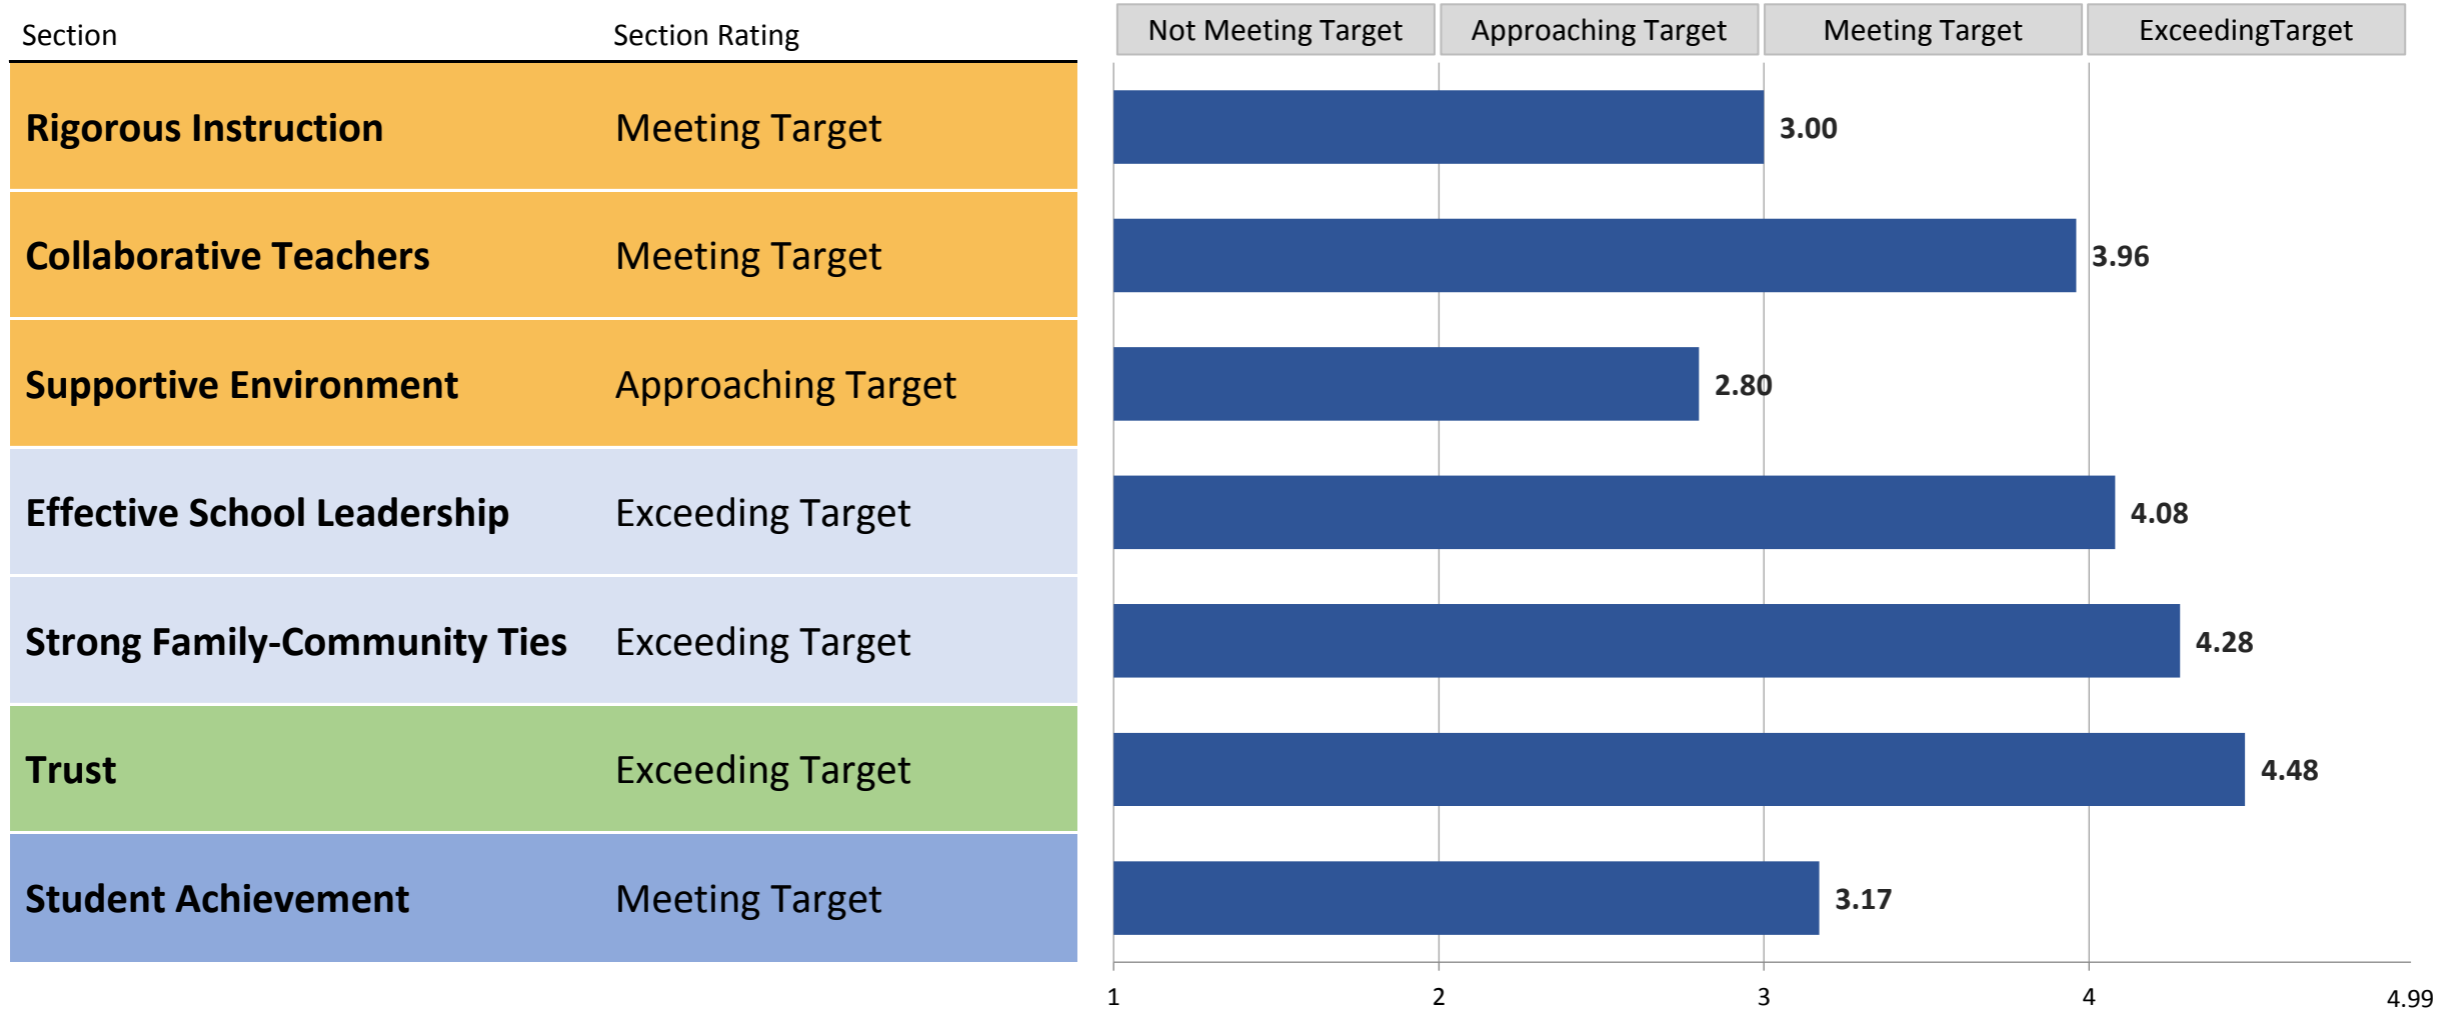 Section Section Rating Not Meeting Target Approaching Target Meeting Target ExceedingTarget
Rigorous Instruction Meeting Target 3.00
Collaborative Teachers Meeting Target 3.96
Supportive Environment Approaching Target 2.80
Effective School Leadership Exceeding Target 4.08
Strong Family-Community Ties Exceeding Target 4.28
Trust Exceeding Target 4.48
Student Achievement Meeting Target 3.17
1 2 3 4 4.99